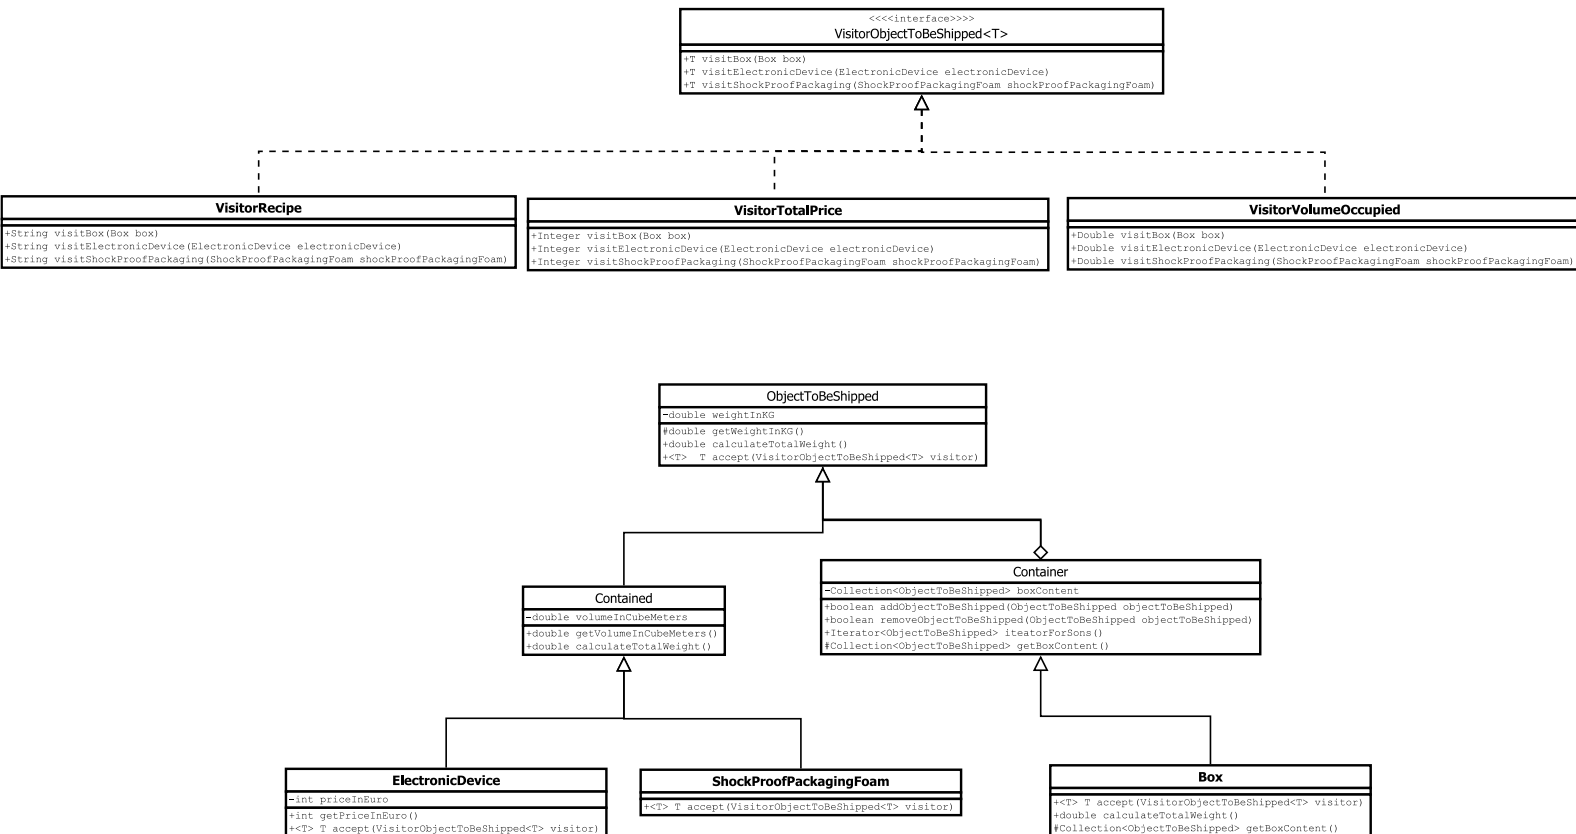 <<<<interface>>>>
VisitorObjectToBeShipped<T>
+T visitBox(Box box)
+T visitElectronicDevice(ElectronicDevice electronicDevice)
+T visitShockProofPackaging(ShockProofPackagingFoam shockProofPackagingFoam)
VisitorRecipe
+String visitBox(Box box)
+String visitElectronicDevice(ElectronicDevice electronicDevice)
+String visitShockProofPackaging(ShockProofPackagingFoam shockProofPackagingFoam)
VisitorTotalPrice
+Integer visitBox(Box box)
+Integer visitElectronicDevice(ElectronicDevice electronicDevice)
+Integer visitShockProofPackaging(ShockProofPackagingFoam shockProofPackagingFoam)
VisitorVolumeOccupied
+Double visitBox(Box box)
+Double visitElectronicDevice(ElectronicDevice electronicDevice)
+Double visitShockProofPackaging(ShockProofPackagingFoam shockProofPackagingFoam)
ObjectToBeShipped
-double weightInKG
#double getWeightInKG()
+double calculateTotalWeight()
+<T>  T accept(VisitorObjectToBeShipped<T> visitor)
Contained
-double volumeInCubeMeters
+double getVolumeInCubeMeters()
+double calculateTotalWeight()
Container
-Collection<ObjectToBeShipped> boxContent
+boolean addObjectToBeShipped(ObjectToBeShipped objectToBeShipped)
+boolean removeObjectToBeShipped(ObjectToBeShipped objectToBeShipped)
+Iterator<ObjectToBeShipped> iteatorForSons()
#Collection<ObjectToBeShipped> getBoxContent()
ElectronicDevice
-int priceInEuro
+int getPriceInEuro()
+<T> T accept(VisitorObjectToBeShipped<T> visitor)
ShockProofPackagingFoam
+<T> T accept(VisitorObjectToBeShipped<T> visitor)
Box
+<T> T accept(VisitorObjectToBeShipped<T> visitor)
+double calculateTotalWeight()
#Collection<ObjectToBeShipped> getBoxContent()